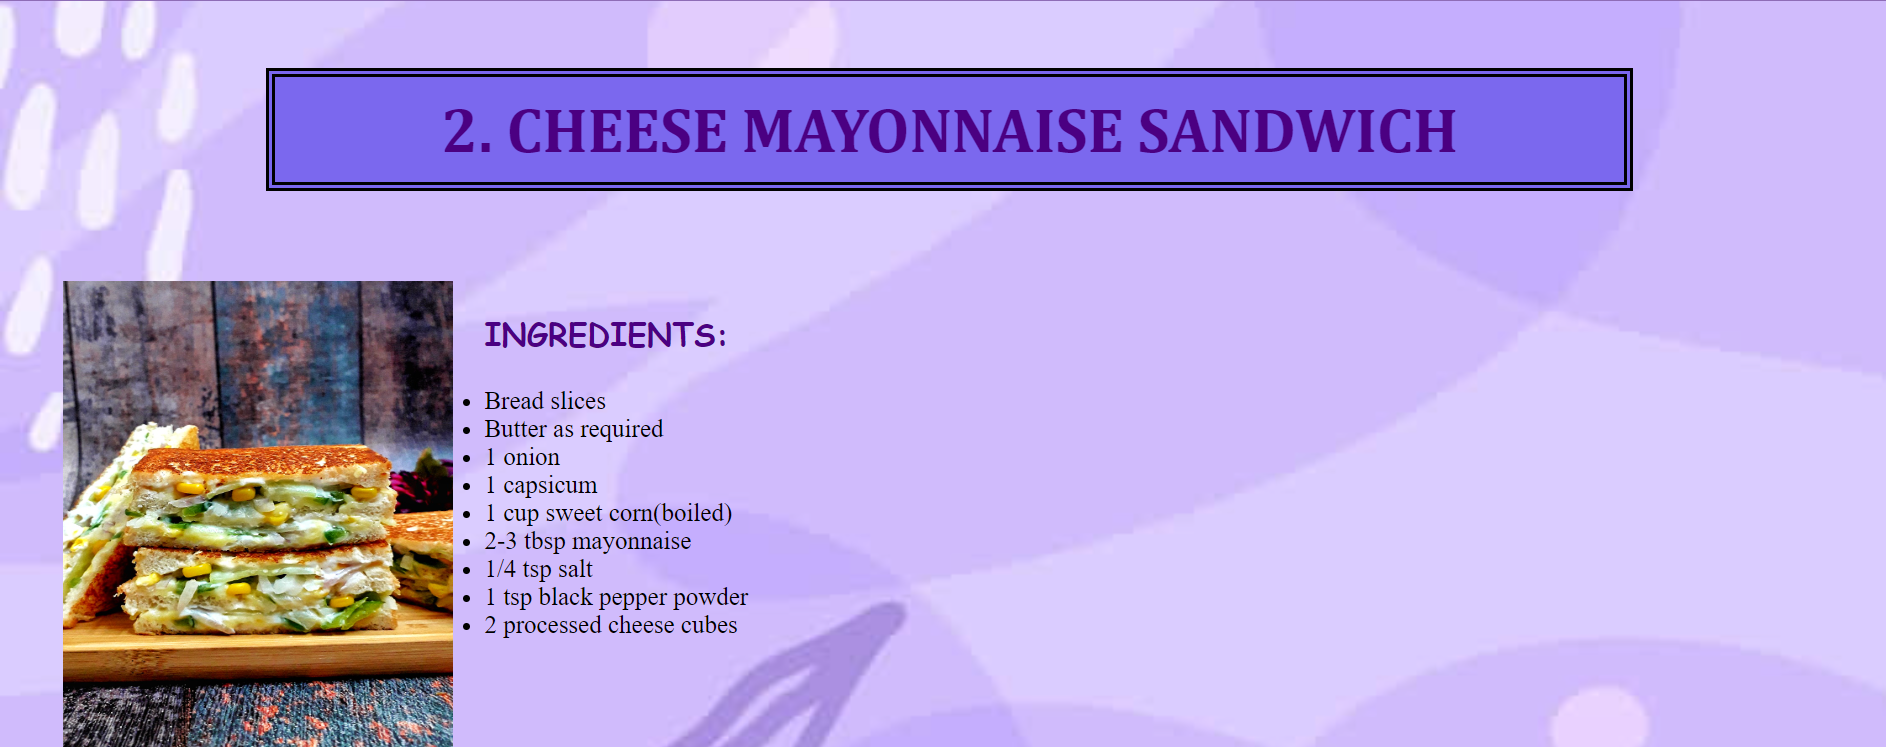 2. CHEESE MAYONNAISE SANDWICH
INGREDIENTS:
• Bread slices
• Butter as required
• 1 onion
• 1 capsicum
• 1 cup sweet corn(boiled)
• 2-3 tbsp mayonnaise
• 1/4 tsp salt
• 1 tsp black pepper powder
• 2 processed cheese cubes